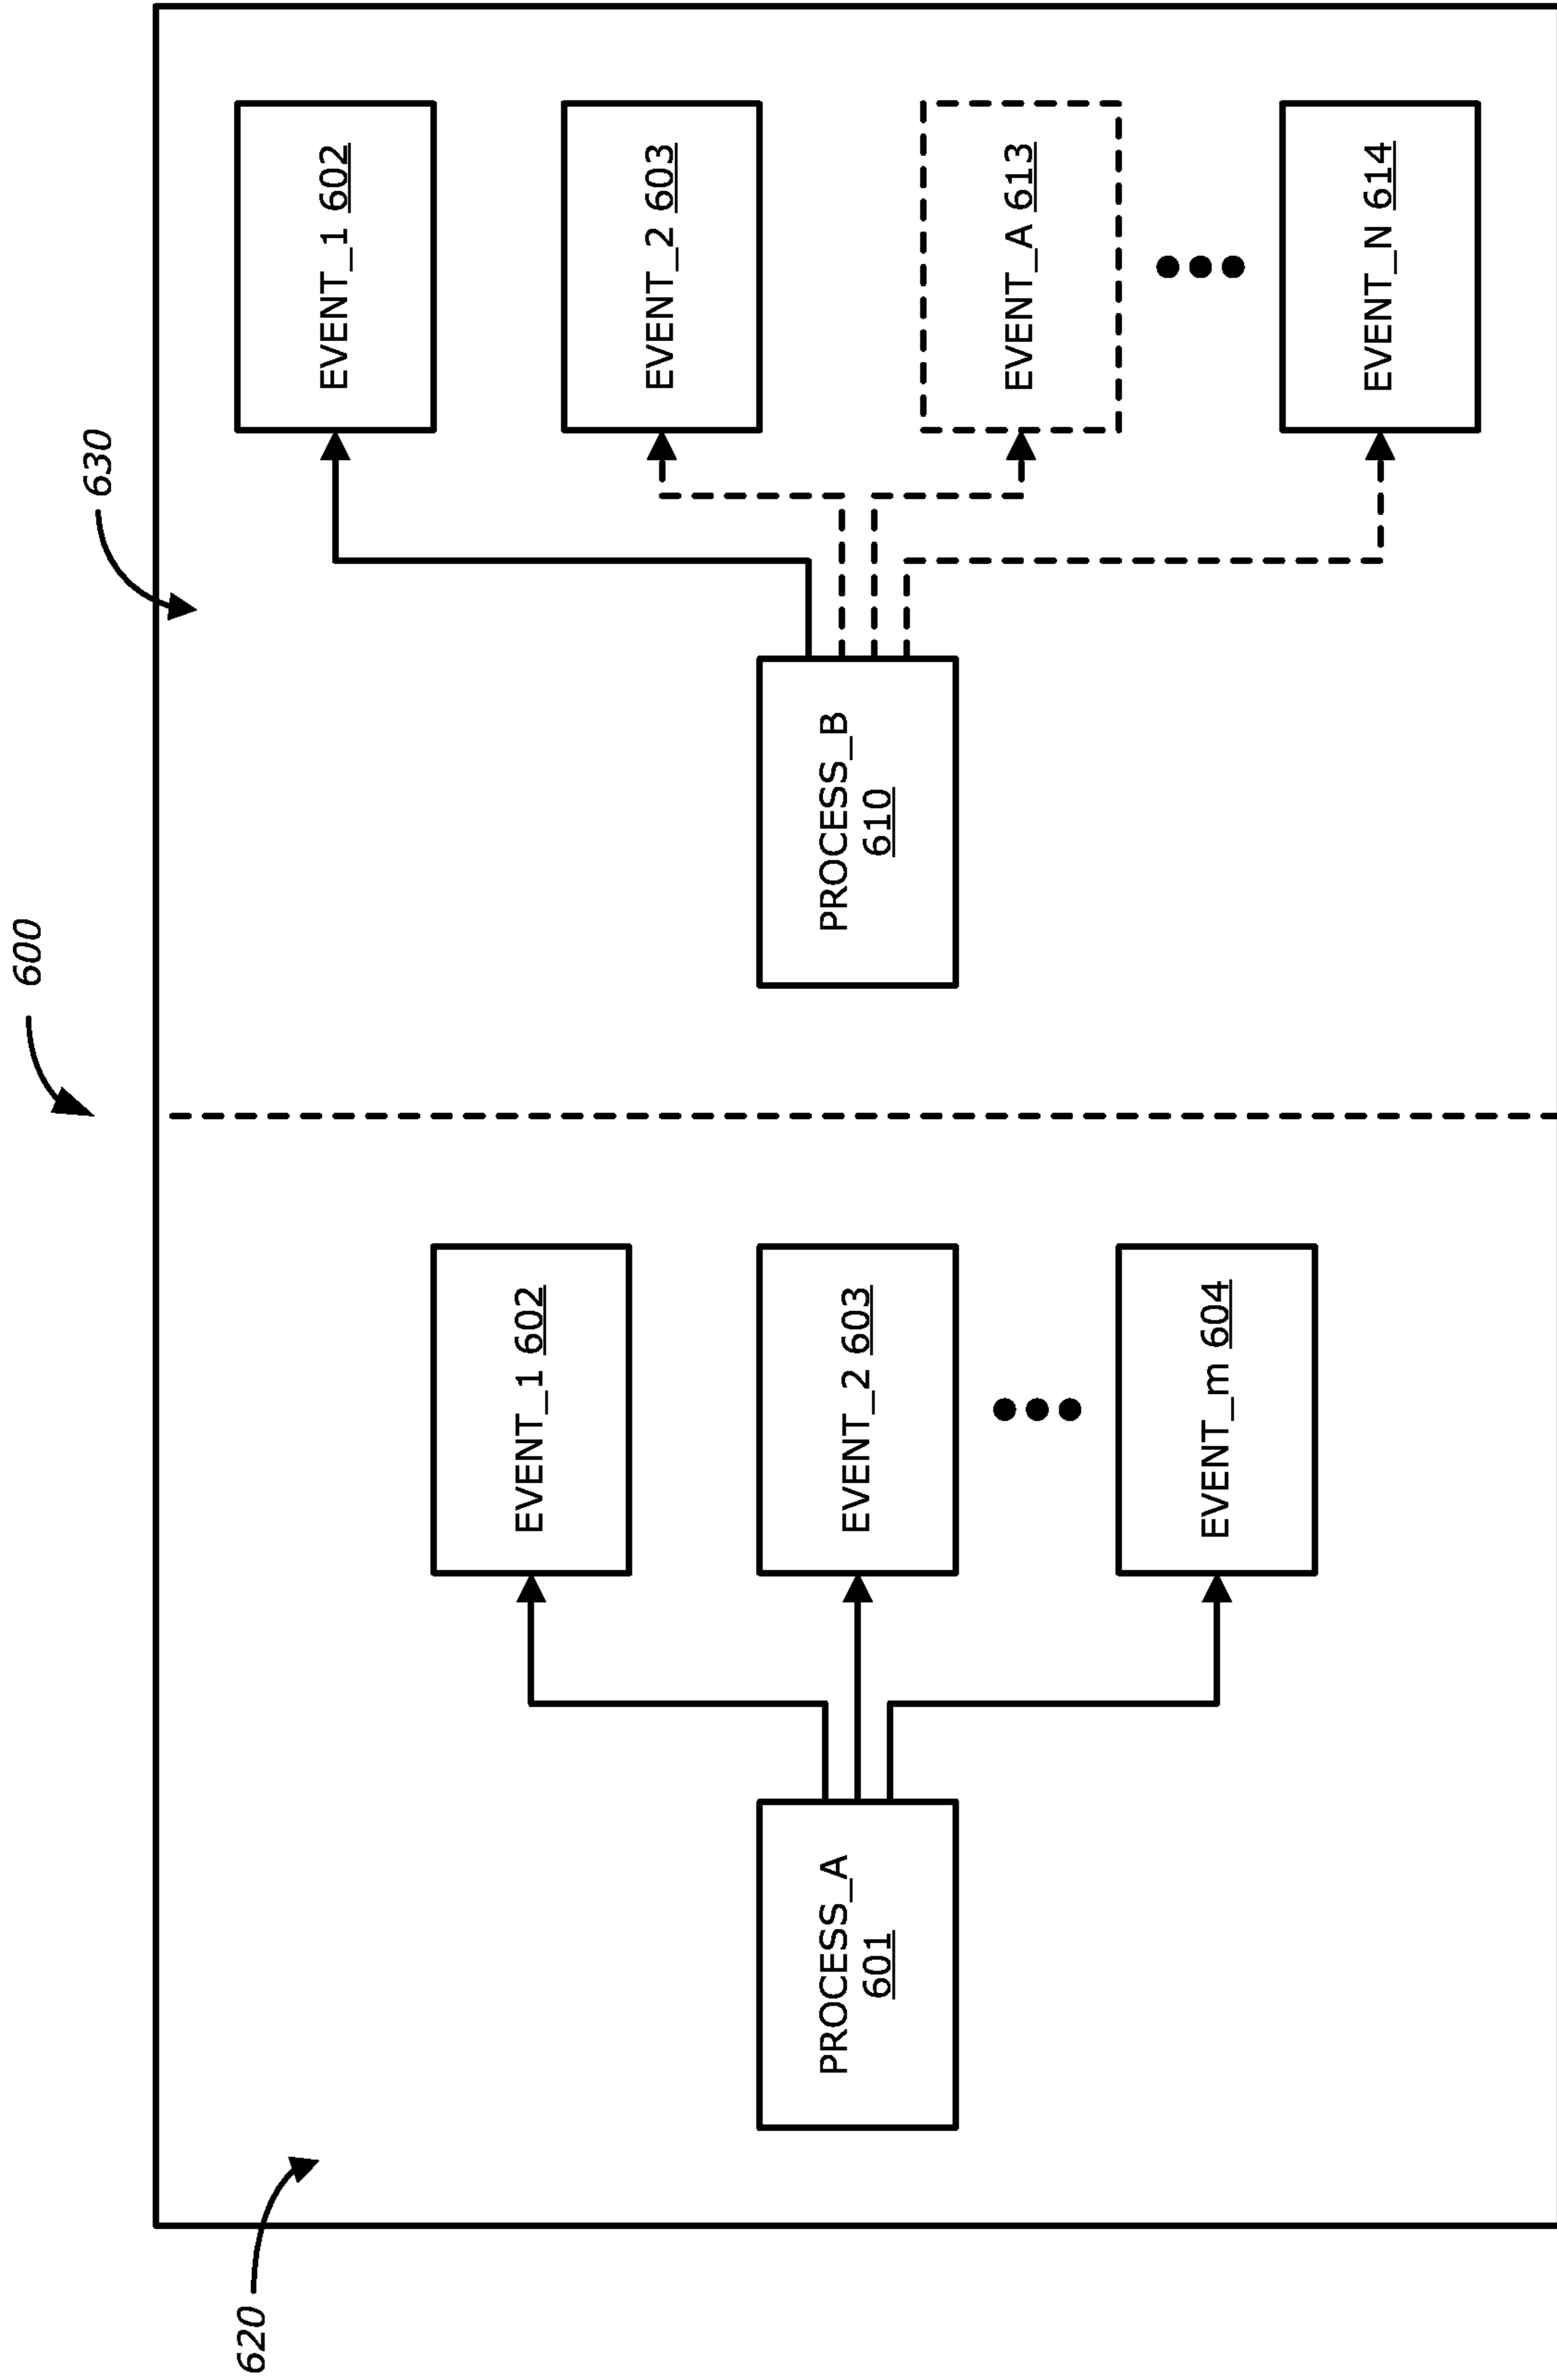 600
620
630
PROCESS_A
601
EVENT_1 602
EVENT_2 603
EVENT_m 604
PROCESS_B
610
EVENT_1 602
EVENT_2 603
EVENT_A 613
EVENT_N 614